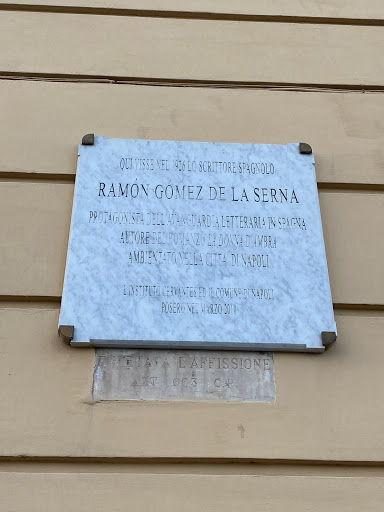 QUI VISSE NEL 1926 LO SCRITTORE SPAGNOLO
RAMÓN GÓMEZ DE LA SERNA
PROTAGONISTA DELL'AVANGUARDIA LETTERARIA IN SPAGNA
AUTORE DEL ROMANZO LA DONNA D'AMBRA
AMBIENTATO NELLA CITTÀ DI NAPOLI
L'INSTITUTO CERVANTES ED IL COMUNE DI NAPOLI
POSERO NEL MARZO
L'AFFISSIONE
ART 663 C.P.